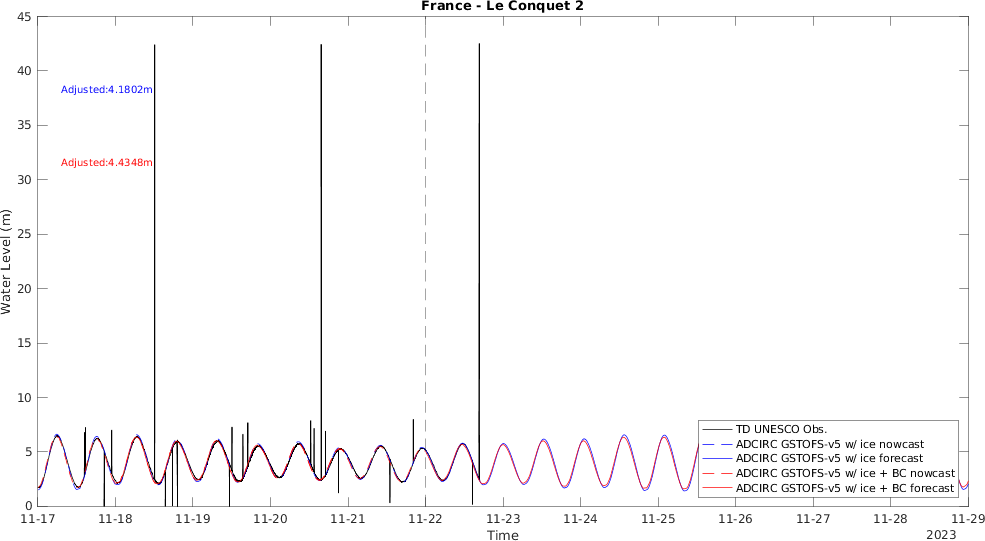 France - Le Conquet 2
Water Level (m)
45
40
35
30
25
20
15
10
5
0
Adjusted:4.1802m
Adjusted:4.4348m
TD UNESCO Obs.
ADCIRC GSTOFS-v5 w/ ice nowcast
ADCIRC GSTOFS-v5 w/ ice forecast
ADCIRC GSTOFS-v5 w/ ice + BC nowcast
ADCIRC GSTOFS-v5 w/ ice + BC forecast
11-17 11-18 11-19 11-20 11-21 11-22 11-23 11-24 11-25 11-26 11-27 11-28 11-29
Time
2023